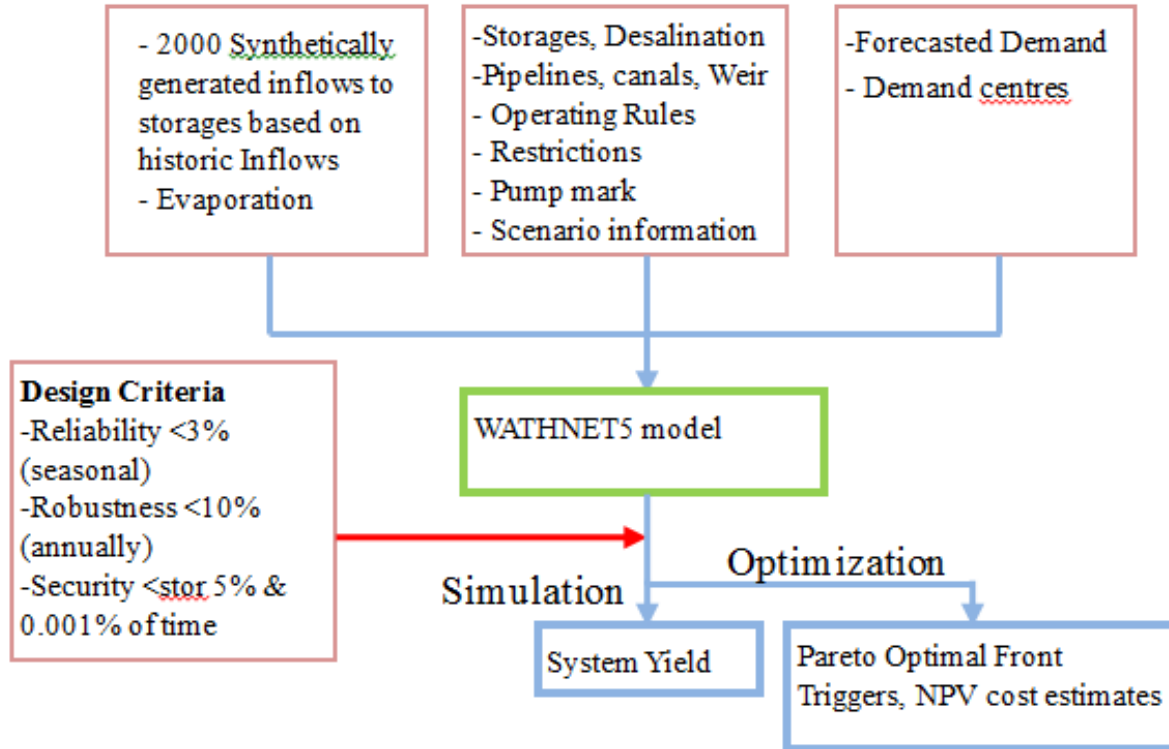 - 2000 Synthetically
generated inflows to
storages based on
historic Inflows
- Evaporation
-Storages, Desalination
-Pipelines, canals, Weir
- Operating Rules
- Restrictions
- Pump mark
- Scenario information
-Forecasted Demand
- Demand centres
Design Criteria
-Reliability <3%
(seasonal)
-Robustness <10%
(annually)
-Security <stor 5% &
0.001% of time
WATHNET5 model
Simulation
Optimization
System Yield
Pareto Optimal Front
Triggers, NPV cost estimates